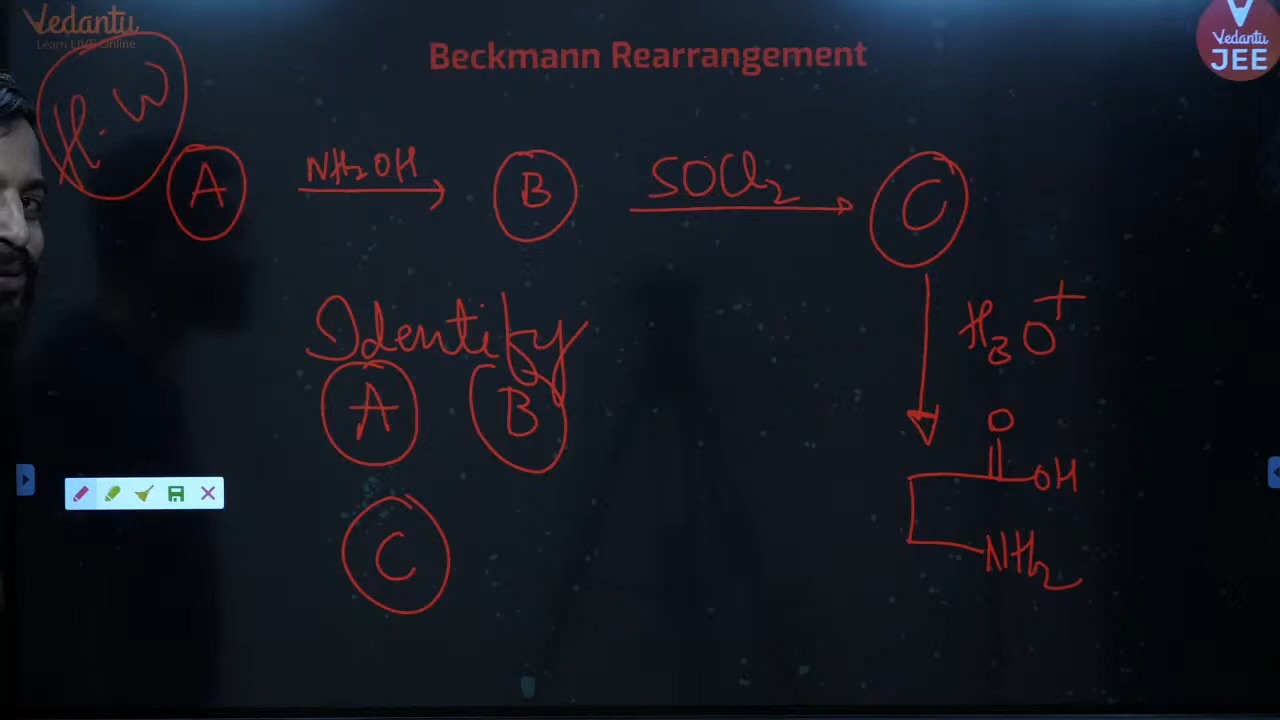 Vedantu
Learn LIVE Online
Vedantu
JEE
Beckmann Rearrangement
H.W
A NH₂OH B SOCl₂ C
H₃O⁺
Identify
A B
C
O
OH
NH₂